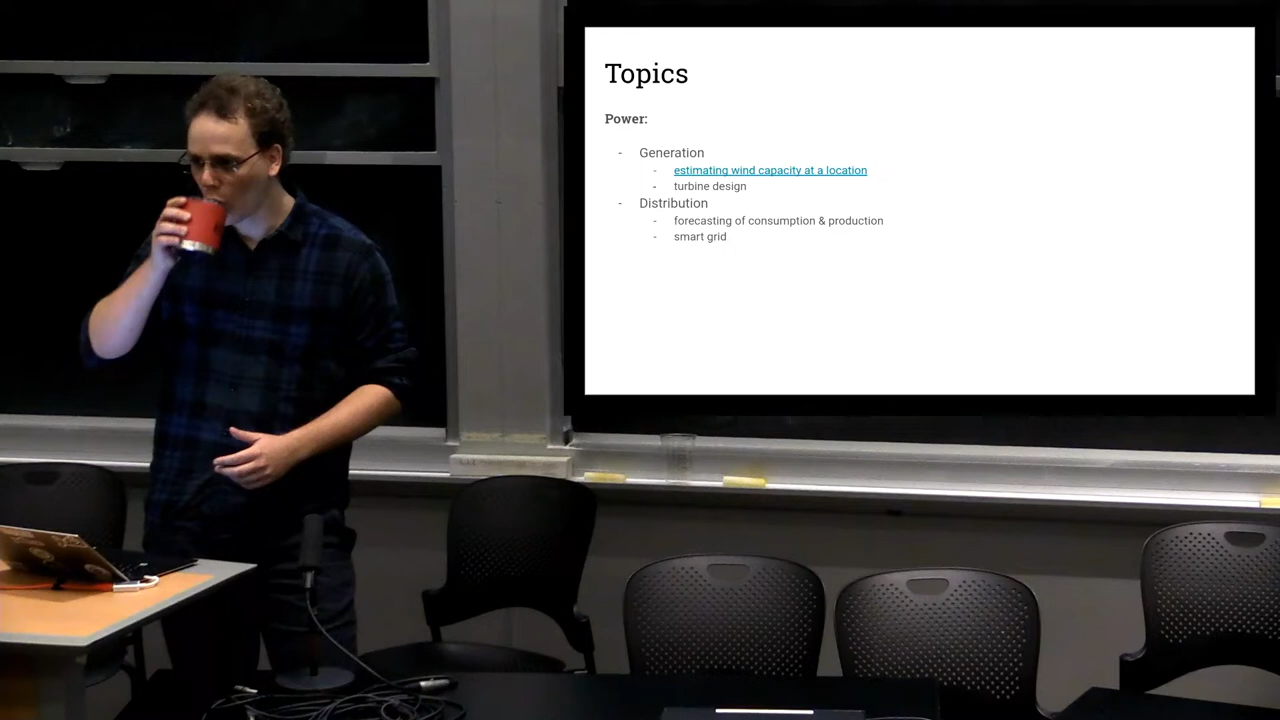 Topics
Power:
- Generation
- estimating wind capacity at a location
- turbine design
- Distribution
- forecasting of consumption & production
- smart grid